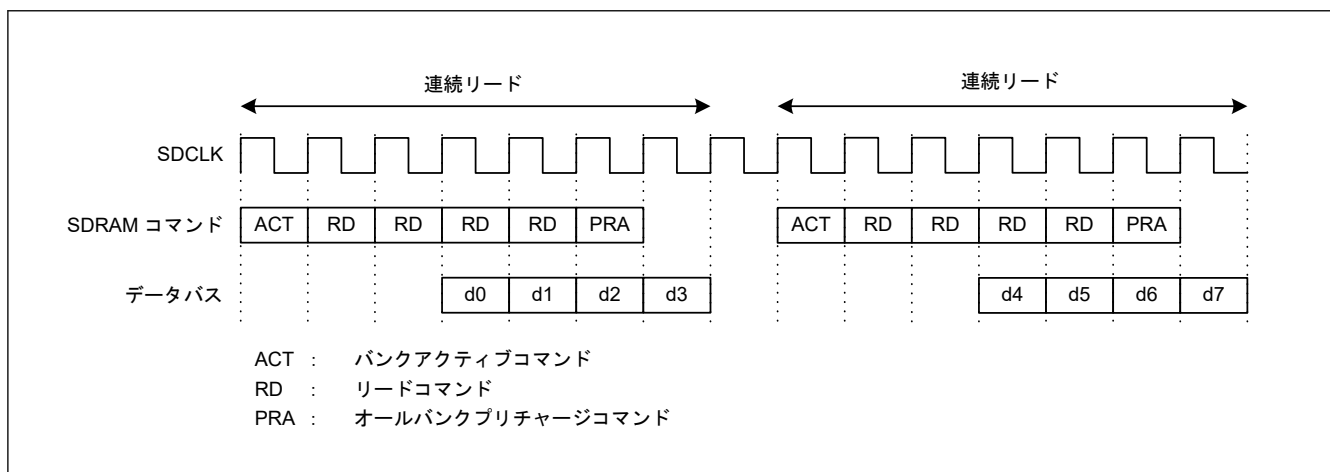 連続リード 連続リード
SDCLK
SDRAM コマンド ACT RD RD RD RD PRA ACT RD RD RD RD PRA
データバス d0 d1 d2 d3 d4 d5 d6 d7
ACT : バンクアクティブコマンド
RD : リードコマンド
PRA : オールバンクプリチャージコマンド